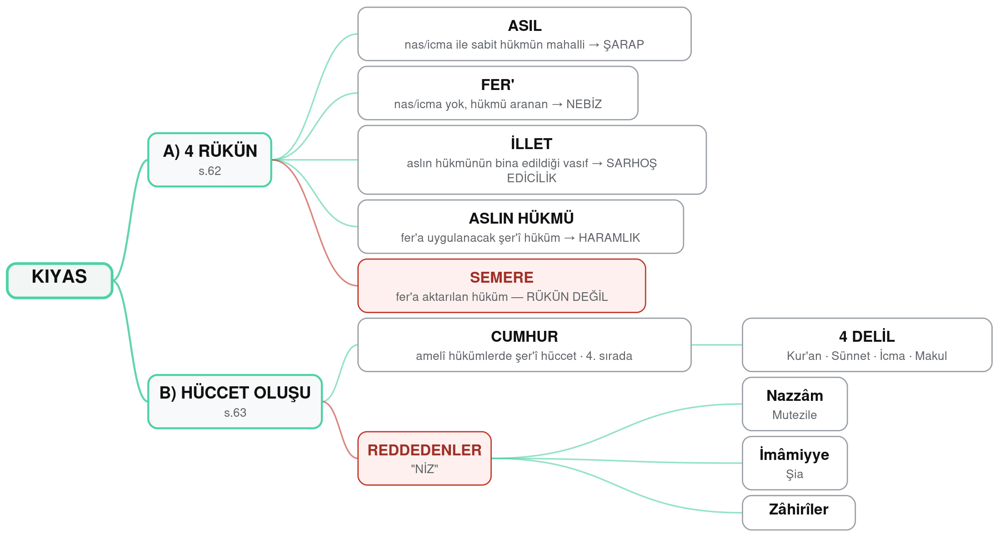 KIYAS
A) 4 RÜKÜN
s.62
ASIL
nas/icma ile sabit hükmün mahalli → ŞARAP
FER'
nas/icma yok, hükmü aranan → NEBİZ
İLLET
aslın hükmünün bina edildiği vasıf → SARHOŞ
EDİCİLİK
ASLIN HÜKMÜ
fer'a uygulanacak şer'î hüküm → HARAMLIK
SEMERE
fer'a aktarılan hüküm — RÜKÜN DEĞİL
B) HÜCCET OLUŞU
s.63
CUMHUR
amelî hükümlerde şer'î hüccet · 4. sırada
4 DELİL
Kur'an · Sünnet · İcma · Makul
REDDEDENLER
"NİZ"
Nazzâm
Mutezile
İmâmiyye
Şia
Zâhirîler